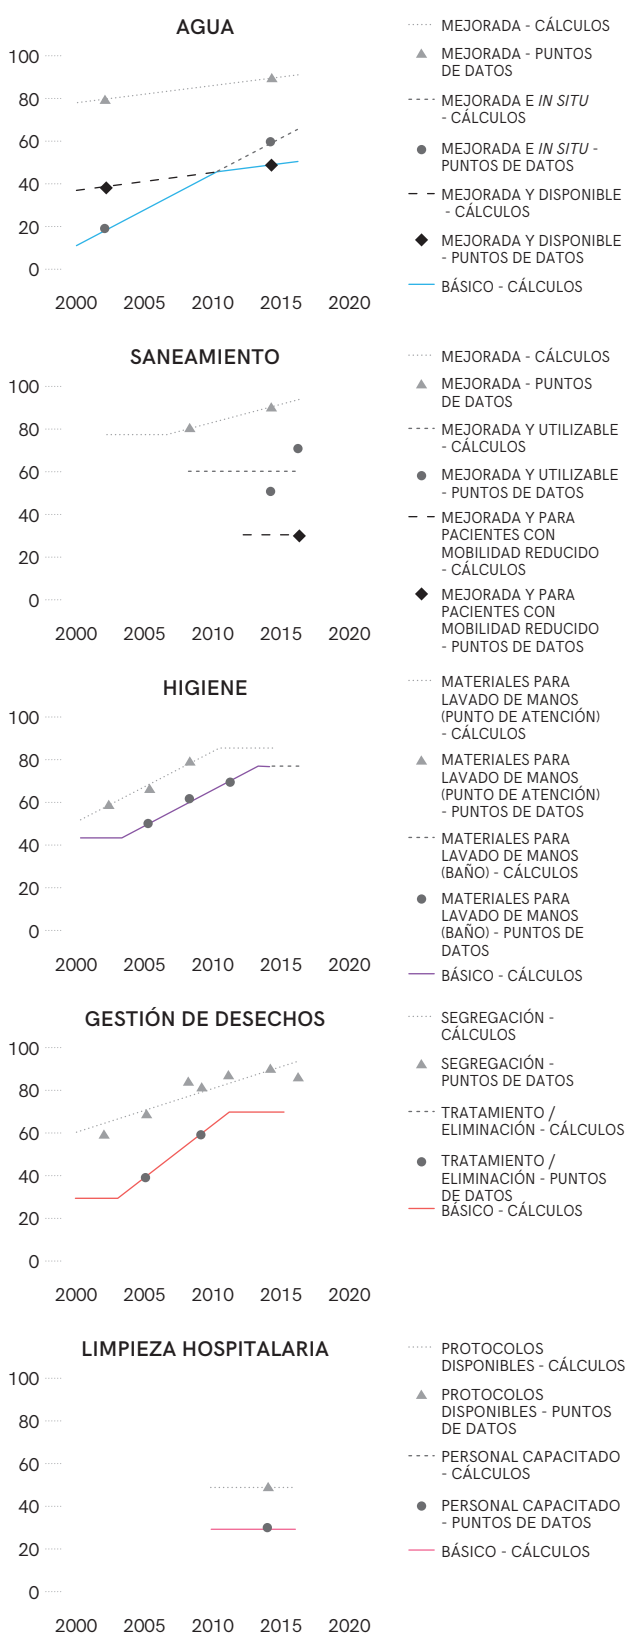 AGUA
100
80
60
40
20
0
2000 2005 2010 2015 2020
MEJORADA - CÁLCULOS
MEJORADA - PUNTOS
DE DATOS
MEJORADA E IN SITU
- CÁLCULOS
MEJORADA E IN SITU -
PUNTOS DE DATOS
MEJORADA Y DISPONIBLE
- CÁLCULOS
MEJORADA Y DISPONIBLE
- PUNTOS DE DATOS
BÁSICO - CÁLCULOS
SANEAMIENTO
100
80
60
40
20
0
2000 2005 2010 2015 2020
MEJORADA - CÁLCULOS
MEJORADA - PUNTOS
DE DATOS
MEJORADA Y UTILIZABLE
- CÁLCULOS
MEJORADA Y UTILIZABLE
- PUNTOS DE DATOS
MEJORADA Y PARA
PACIENTES CON
MOBILIDAD REDUCIDO
- CÁLCULOS
MEJORADA Y PARA
PACIENTES CON
MOBILIDAD REDUCIDO
- PUNTOS DE DATOS
HIGIENE
100
80
60
40
20
0
2000 2005 2010 2015 2020
MATERIALES PARA
LAVADO DE MANOS
(PUNTO DE ATENCIÓN)
- CÁLCULOS
MATERIALES PARA
LAVADO DE MANOS
(PUNTO DE ATENCIÓN)
- PUNTOS DE DATOS
MATERIALES PARA
LAVADO DE MANOS
(BAÑO) - CÁLCULOS
MATERIALES PARA
LAVADO DE MANOS
(BAÑO) - PUNTOS DE
DATOS
BÁSICO - CÁLCULOS
GESTIÓN DE DESECHOS
100
80
60
40
20
0
2000 2005 2010 2015 2020
SEGREGACIÓN -
CÁLCULOS
SEGREGACIÓN -
PUNTOS DE DATOS
TRATAMIENTO /
ELIMINACIÓN - CÁLCULOS
TRATAMIENTO /
ELIMINACIÓN - PUNTOS
DE DATOS
BÁSICO - CÁLCULOS
LIMPIEZA HOSPITALARIA
100
80
60
40
20
0
2000 2005 2010 2015 2020
PROTOCOLOS
DISPONIBLES - CÁLCULOS
PROTOCOLOS
DISPONIBLES - PUNTOS
DE DATOS
PERSONAL CAPACITADO
- CÁLCULOS
PERSONAL CAPACITADO
- PUNTOS DE DATOS
BÁSICO - CÁLCULOS